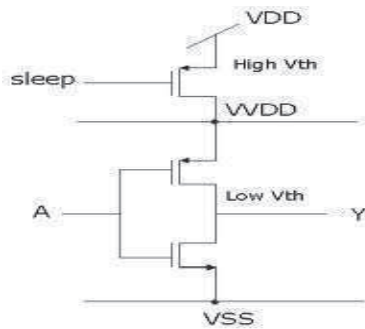 VDD
High Vth
sleep
VVDD
Low Vth
A
Y
VSS